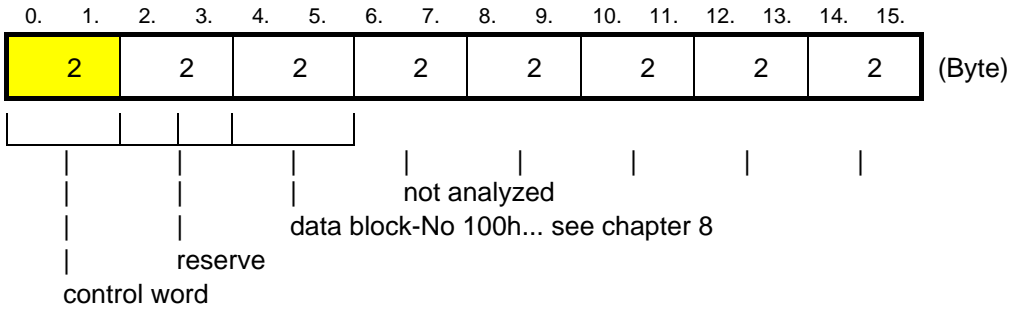 0. 1. 2. 3. 4. 5. 6. 7. 8. 9. 10. 11. 12. 13. 14. 15.
2 2 2 2 2 2 2 2 (Byte)
not analyzed
data block-No 100h... see chapter 8
reserve
control word